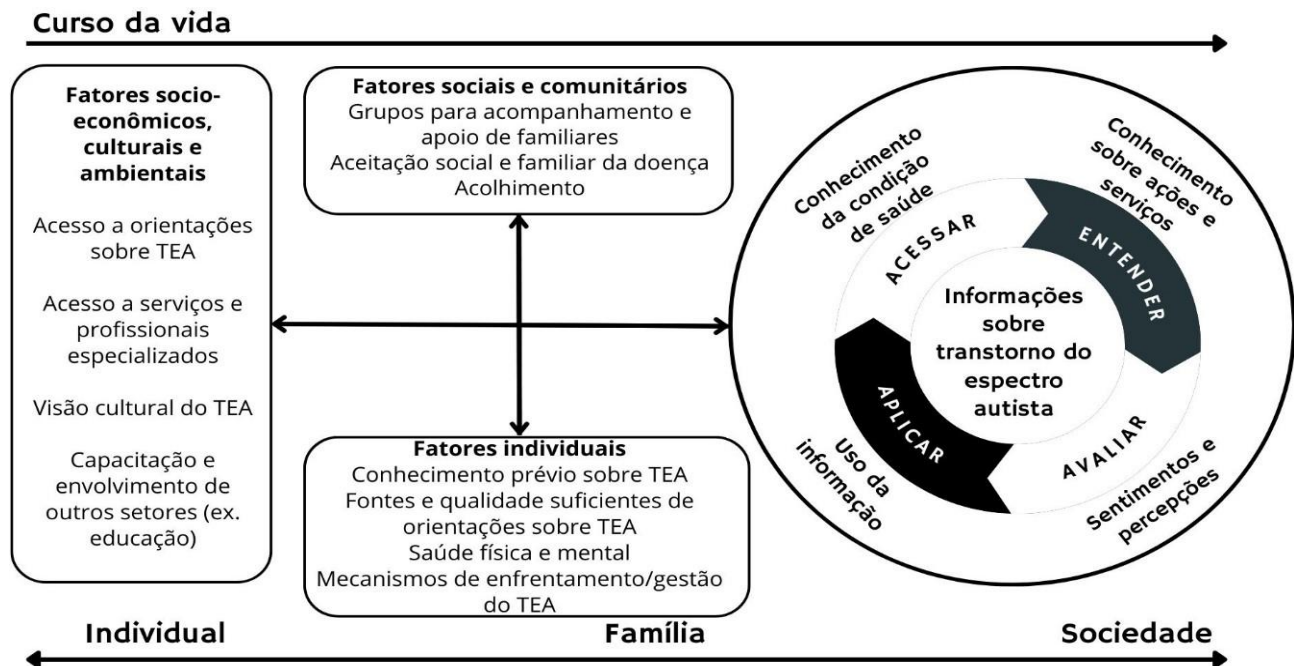 Curso da vida
Fatores socio-
econômicos,
culturais e
ambientais
Acesso a orientações
sobre TEA
Acesso a serviços e
profissionais
especializados
Visão cultural do TEA
Capacitação e
envolvimento de
outros setores (ex.
educação)
Fatores sociais e comunitários
Grupos para acompanhamento e
apoio de familiares
Aceitação social e familiar da doença
Acolhimento
Fatores individuais
Conhecimento prévio sobre TEA
Fontes e qualidade suficientes de
orientações sobre TEA
Saúde física e mental
Mecanismos de enfrentamento/gestão
do TEA
Conhecimento
da condição
de saúde
Conhecimento
sobre ações e
serviços
ACESSAR
ENTENDER
Informações
sobre
transtorno do
espectro
autista
APLICAR
AVALIAR
Uso da
informação
Sentimentos e
percepções
Individual
Família
Sociedade